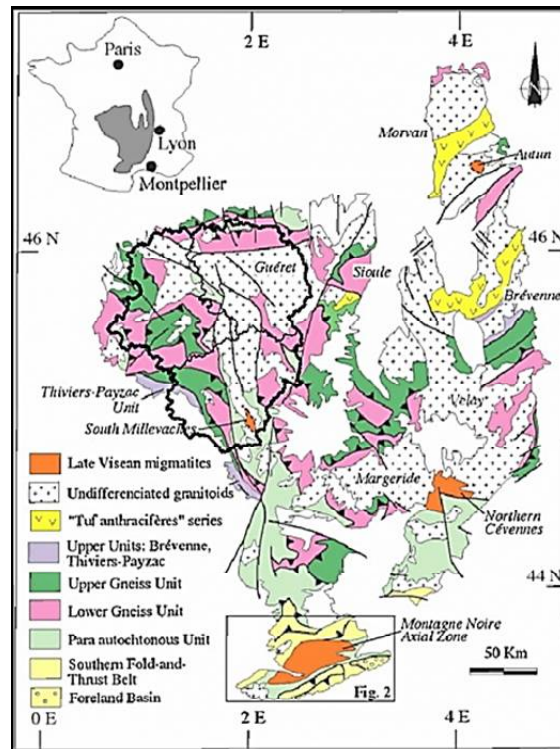 2 E
4 E
Paris
Lyon
Montpellier
N
Morvan
Autun
46 N
46 N
Guéret
Sioule
Brévenne
Thiviers-Payzac
Unit
South Millevaches
Velay
Margeride
Late Visean migmatites
Undifferenciated granitoids
"Tuf anthracifères" series
Upper Units: Brévenne,
Thiviers-Payzac
Upper Gneiss Unit
Lower Gneiss Unit
Para autochtonous Unit
Southern Fold-and-
Thrust Belt
Foreland Basin
Northern
Cévennes
44 N
Montagne Noire
Axial Zone
50 Km
Fig. 2
0 E
2 E
4 E